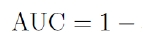 AUC = 1 −